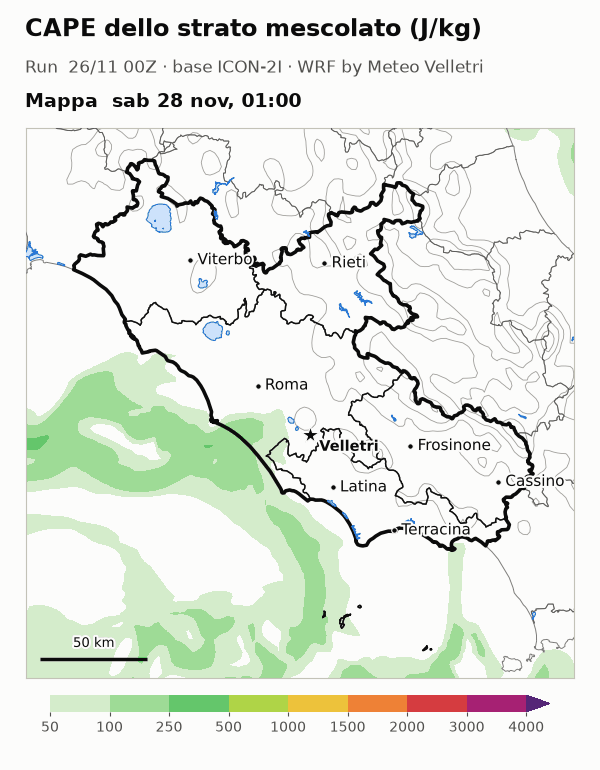 CAPE dello strato mescolato (J/kg)
Run  26/11 00Z · base ICON-2I · WRF by Meteo Velletri
Mappa  sab 28 nov, 01:00
Viterbo
Rieti
Roma
Velletri
Frosinone
Cassino
Latina
Terracina
50 km
50 100 250 500 1000 1500 2000 3000 4000